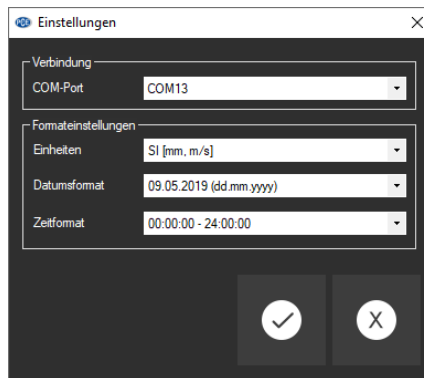 PCE Einstellungen
Verbindung
COM-Port COM13
Formateinstellungen
Einheiten SI [mm, m/s]
Datumsformat 09.05.2019 (dd.mm.yyyy)
Zeitformat 00:00:00 - 24:00:00
X